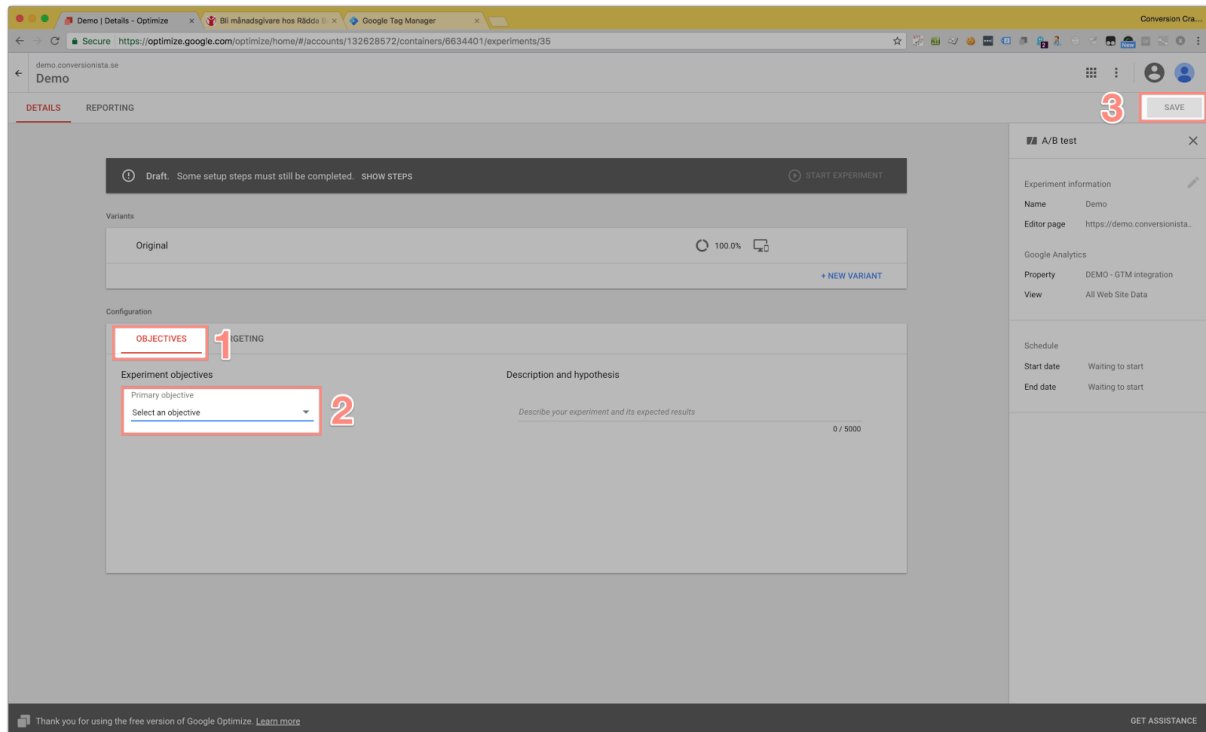 Demo | Details - Optimize
Bli månadsgivare hos Rädda B
Google Tag Manager
Conversion Cra...
Secure https://optimize.google.com/optimize/home/#/accounts/132628572/containers/6634401/experiments/35
demo.conversionista.se
Demo
DETAILS REPORTING
3 SAVE
A/B test
Draft. Some setup steps must still be completed. SHOW STEPS
START EXPERIMENT
Experiment information
Name Demo
Editor page https://demo.conversionista..
Variants
Original 100.0%
+ NEW VARIANT
Google Analytics
Property DEMO - GTM integration
View All Web Site Data
Configuration
OBJECTIVES 1 GETING
Schedule
Start date Waiting to start
End date Waiting to start
Experiment objectives
Primary objective
Select an objective
2
Description and hypothesis
Describe your experiment and its expected results
0 / 5000
Thank you for using the free version of Google Optimize. Learn more
GET ASSISTANCE